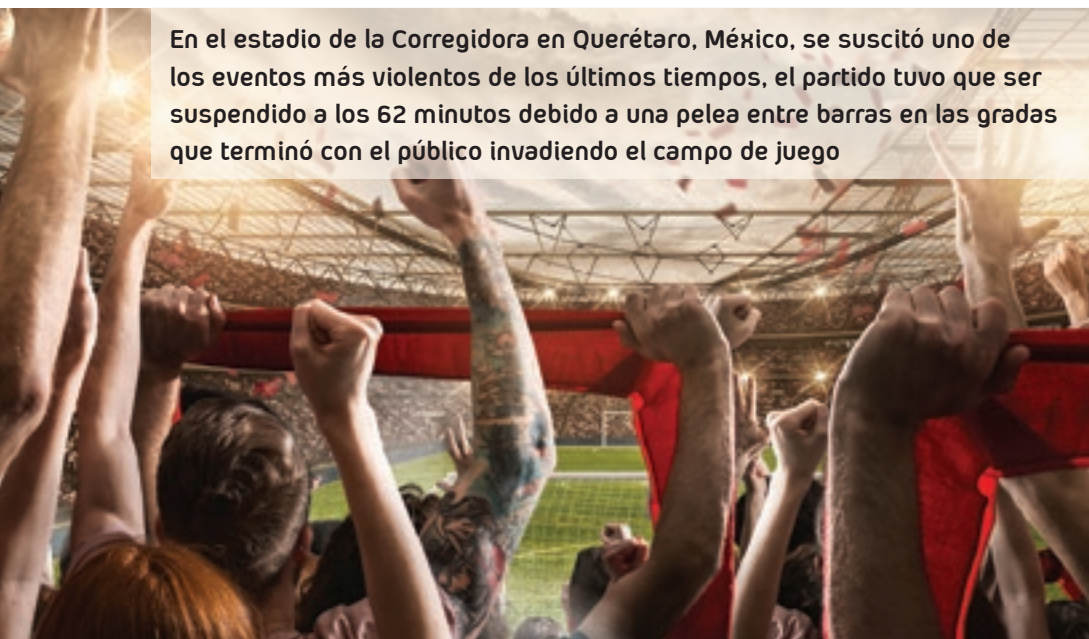 En el estadio de la Corregidora en Querétaro, México, se suscitó uno de
los eventos más violentos de los últimos tiempos, el partido tuvo que ser
suspendido a los 62 minutos debido a una pelea entre barras en las gradas
que terminó con el público invadiendo el campo de juego